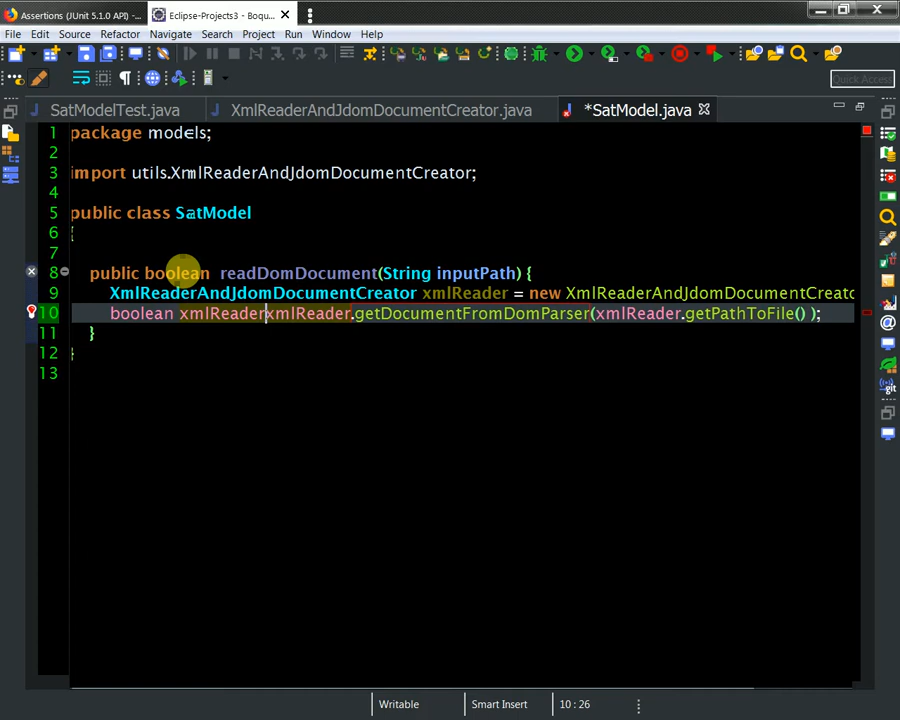 Assertions (JUnit 5.1.0 API) - ...
Eclipse-Projects3 - Boqu...
File Edit Source Refactor Navigate Search Project Run Window Help
Quick Access
SatModelTest.java XmlReaderAndJdomDocumentCreator.java *SatModel.java
1 package models;
2
3 import utils.XmlReaderAndJdomDocumentCreator;
4
5 public class SatModel
6 {
7
8 public boolean readDomDocument(String inputPath) {
9 XmlReaderAndJdomDocumentCreator xmlReader = new XmlReaderAndJdomDocumentCreato
10 boolean xmlReaderxmlReader.getDocumentFromDomParser(xmlReader.getPathToFile() );
11 }
12 }
13
Writable Smart Insert 10 : 26